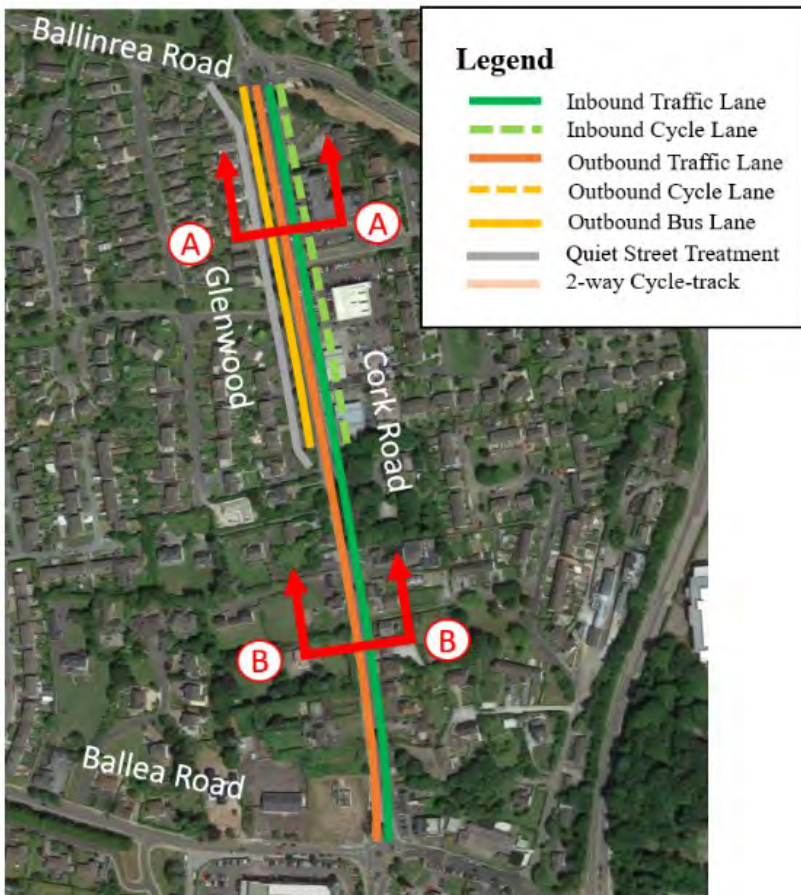 Ballinrea Road
Legend
Inbound Traffic Lane
Inbound Cycle Lane
Outbound Traffic Lane
Outbound Cycle Lane
Outbound Bus Lane
Quiet Street Treatment
2-way Cycle-track
A
A
Glenwood
Cork Road
B
B
Ballea Road